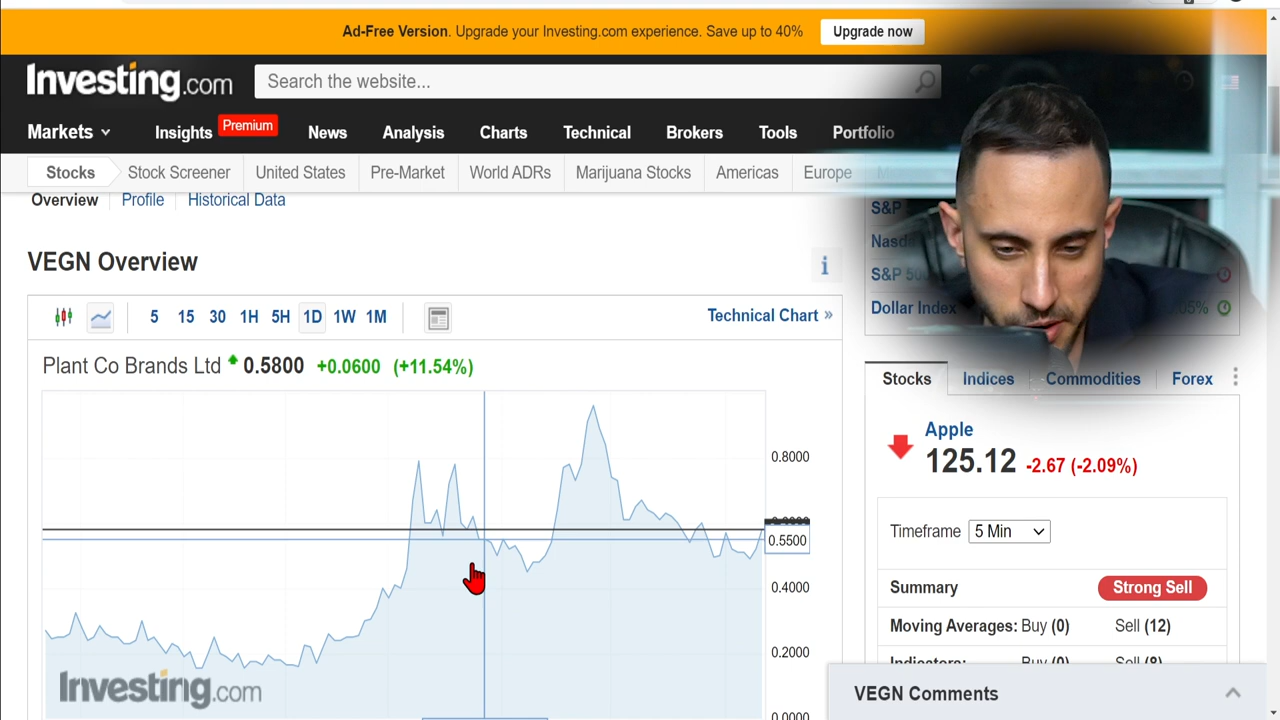 Ad-Free Version. Upgrade your Investing.com experience. Save up to 40% Upgrade now
Investing.com Search the website...
Markets Insights Premium News Analysis Charts Technical Brokers Tools Portfolio
Stocks Stock Screener United States Pre-Market World ADRs Marijuana Stocks Americas Europe
Overview Profile Historical Data
S&P
S&P
Dollar Index
VEGN Overview
5 15 30 1H 5H 1D 1W 1M Technical Chart »
Plant Co Brands Ltd 0.5800 +0.0600 (+11.54%)
0.8000
0.5500
0.4000
0.2000
0.0000
Investing.com
Stocks Indices Commodities Forex
Apple
125.12 -2.67 (-2.09%)
Timeframe 5 Min
Summary Strong Sell
Moving Averages: Buy (0) Sell (12)
Indicators: Buy (0) Sell (8)
VEGN Comments